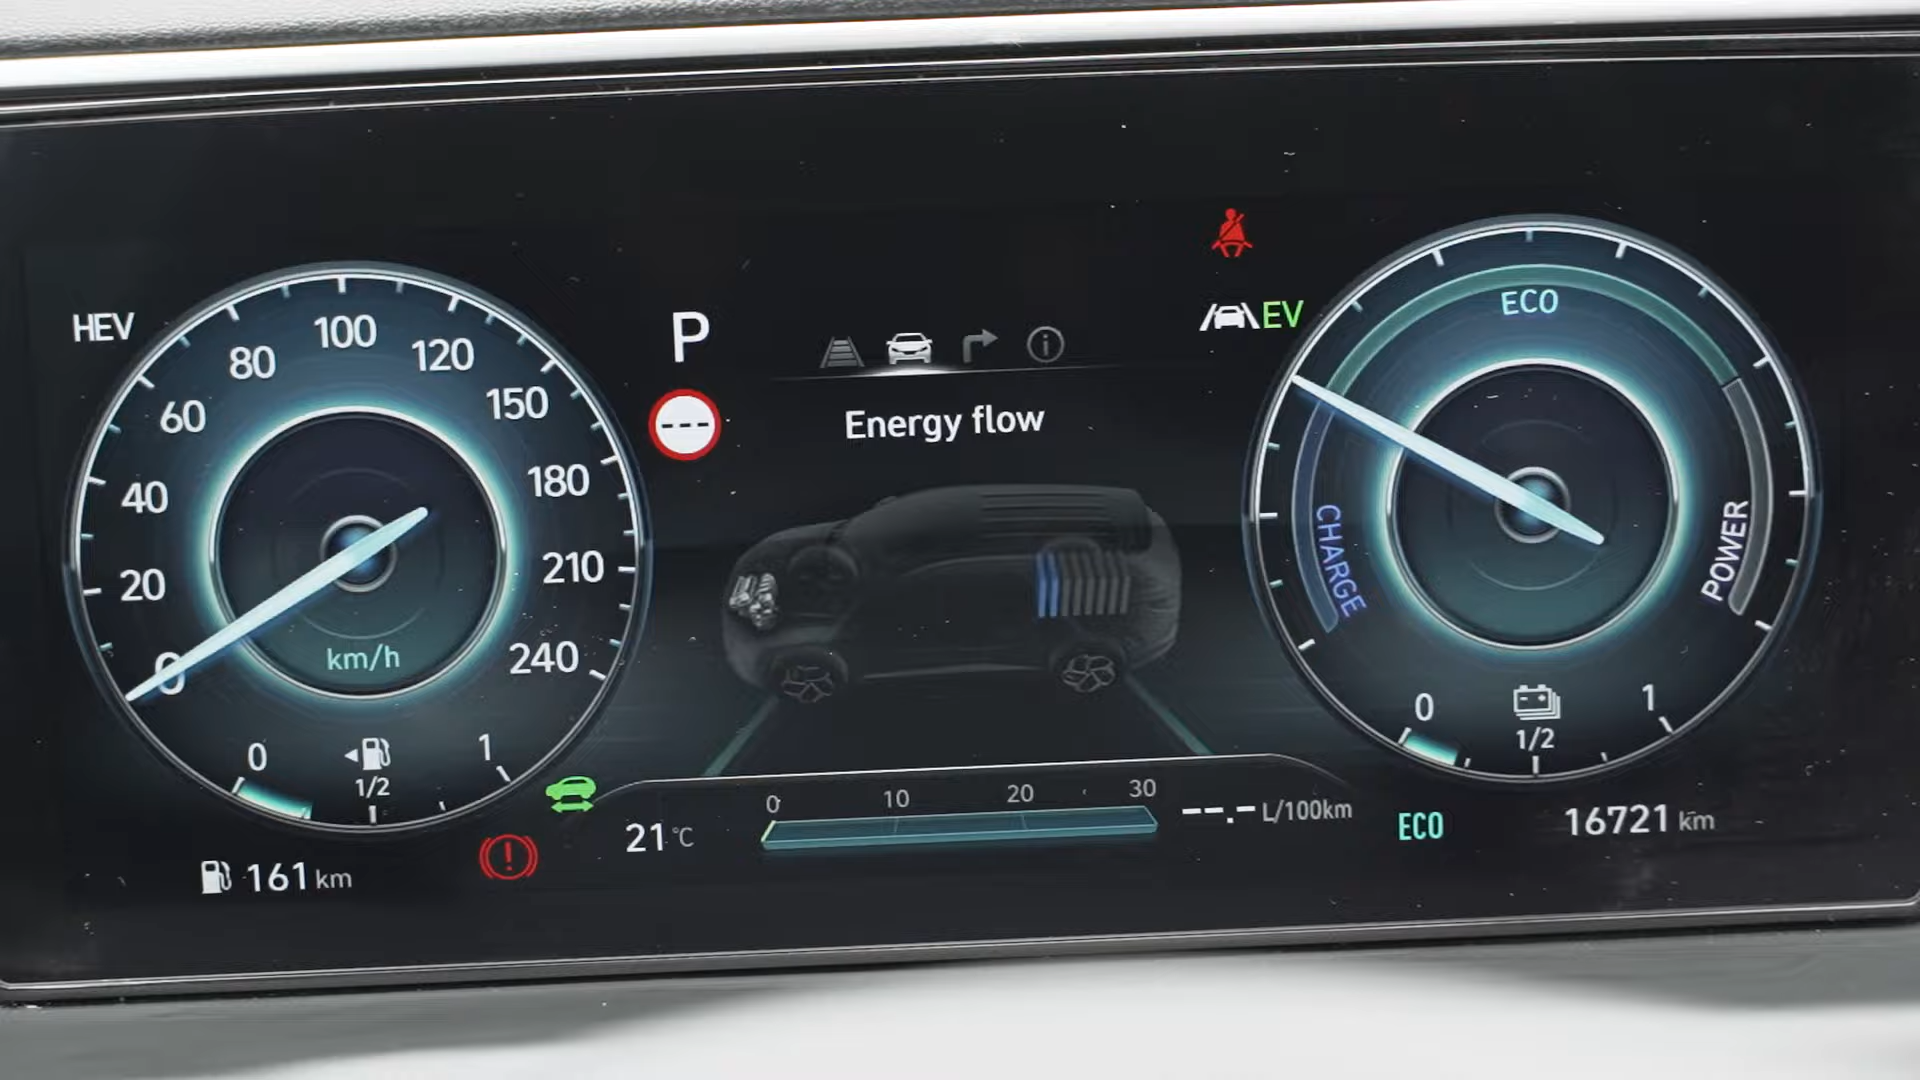 HEV
0
20
40
60
80
100
120
150
180
210
240
km/h
0
1/2
1
161 km
P
---
Energy flow
EV
21 °C
0
10
20
30
--.- L/100km
ECO
CHARGE
POWER
0
1/2
1
ECO
16721 km